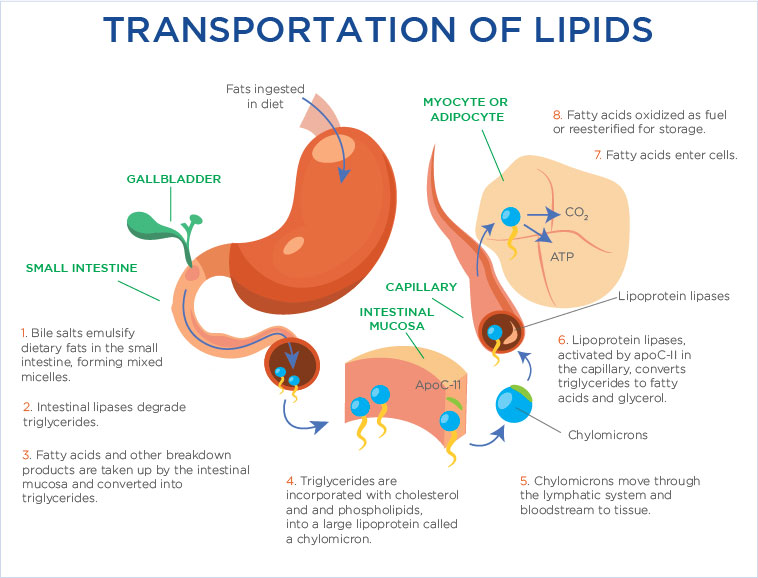 TRANSPORTATION OF LIPIDS
Fats ingested
in diet
MYOCYTE OR
ADIPOCYTE
8. Fatty acids oxidized as fuel
or reesterified for storage.
7. Fatty acids enter cells.
GALLBLADDER
CO₂
ATP
SMALL INTESTINE
CAPILLARY
Lipoprotein lipases
INTESTINAL
MUCOSA
1. Bile salts emulsify
dietary fats in the small
intestine, forming mixed
micelles.
6. Lipoprotein lipases,
activated by apoC-II in
the capillary, converts
triglycerides to fatty
acids and glycerol.
ApoC-11
2. Intestinal lipases degrade
triglycerides.
Chylomicrons
3. Fatty acids and other breakdown
products are taken up by the intestinal
mucosa and converted into
triglycerides.
4. Triglycerides are
incorporated with cholesterol
and and phospholipids,
into a large lipoprotein called
a chylomicron.
5. Chylomicrons move through
the lymphatic system and
bloodstream to tissue.